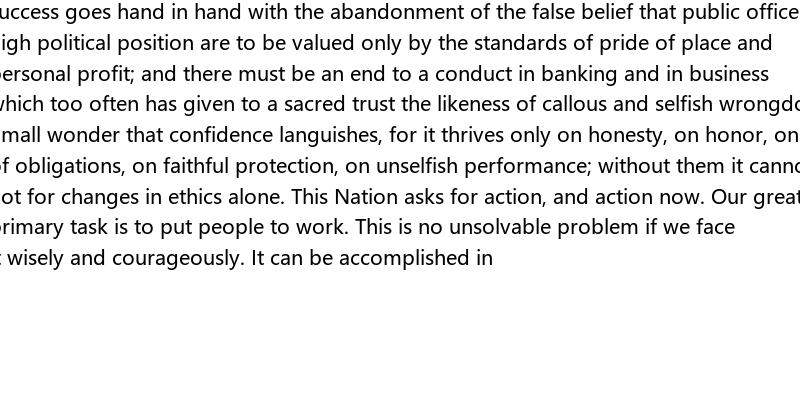 uccess goes hand in hand with the abandonment of the false belief that public office
igh political position are to be valued only by the standards of pride of place and
ersonal profit; and there must be an end to a conduct in banking and in business
which too often has given to a sacred trust the likeness of callous and selfish wrongdo
mall wonder that confidence languishes, for it thrives only on honesty, on honor, on
of obligations, on faithful protection, on unselfish performance; without them it canno
ot for changes in ethics alone. This Nation asks for action, and action now. Our great
primary task is to put people to work. This is no unsolvable problem if we face
t wisely and courageously. It can be accomplished in